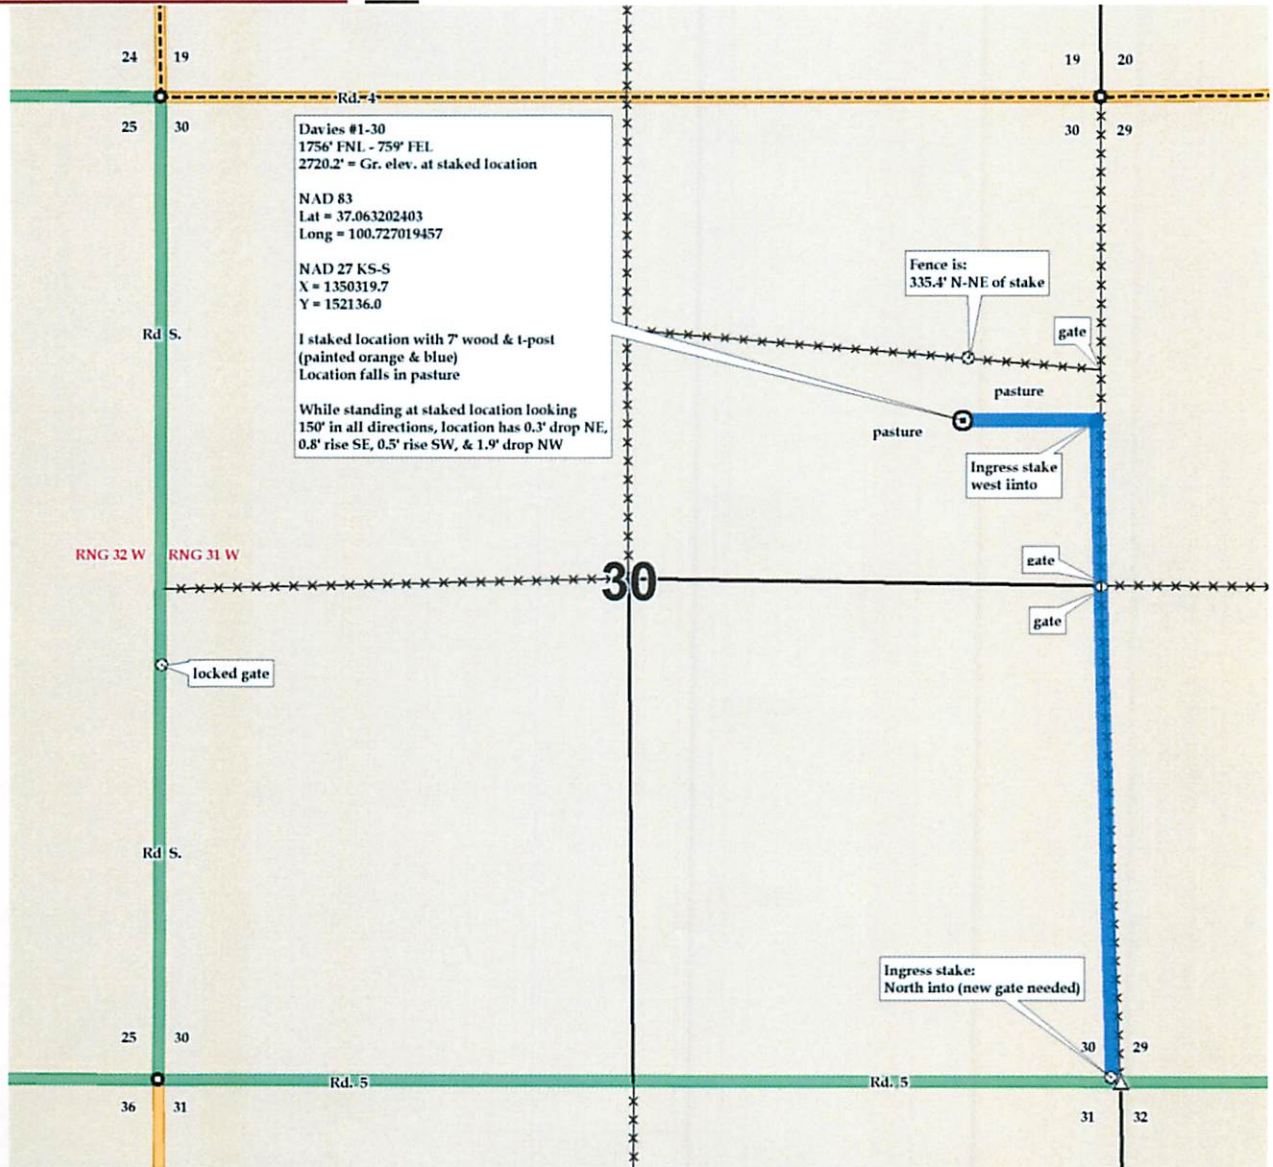 24 19
19 20
Rd. 4
25 30
30 29
Davies #1-30
1756' FNL - 759' FEL
2720.2' = Gr. elev. at staked location
NAD 83
Lat = 37.063202403
Long = 100.727019457
NAD 27 KS-S
X = 1350319.7
Y = 152136.0
I staked location with 7' wood & t-post
(painted orange & blue)
Location falls in pasture
While standing at staked location looking
150' in all directions, location has 0.3' drop NE,
0.8' rise SE, 0.5' rise SW, & 1.9' drop NW
Fence is:
335.4' N-NE of stake
Rd S.
gate
pasture
pasture
Ingress stake
west iinto
RNG 32 W RNG 31 W
gate
30
gate
locked gate
Rd S.
Ingress stake:
North into (new gate needed)
25 30
30 29
Rd. 5
Rd. 5
36 31
31 32